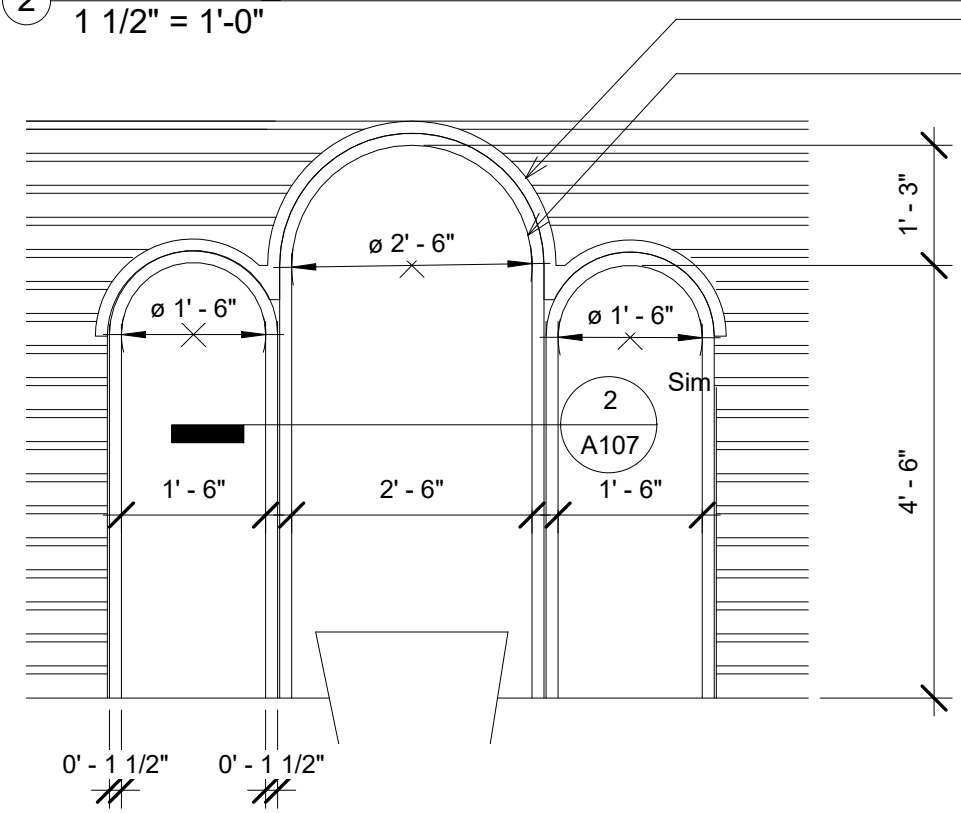 2
1 1/2" = 1'-0"
1' - 3"
ø 2' - 6"
ø 1' - 6"
ø 1' - 6"
Sim
2
A107
4' - 6"
1' - 6"
2' - 6"
1' - 6"
0' - 1 1/2"
0' - 1 1/2"